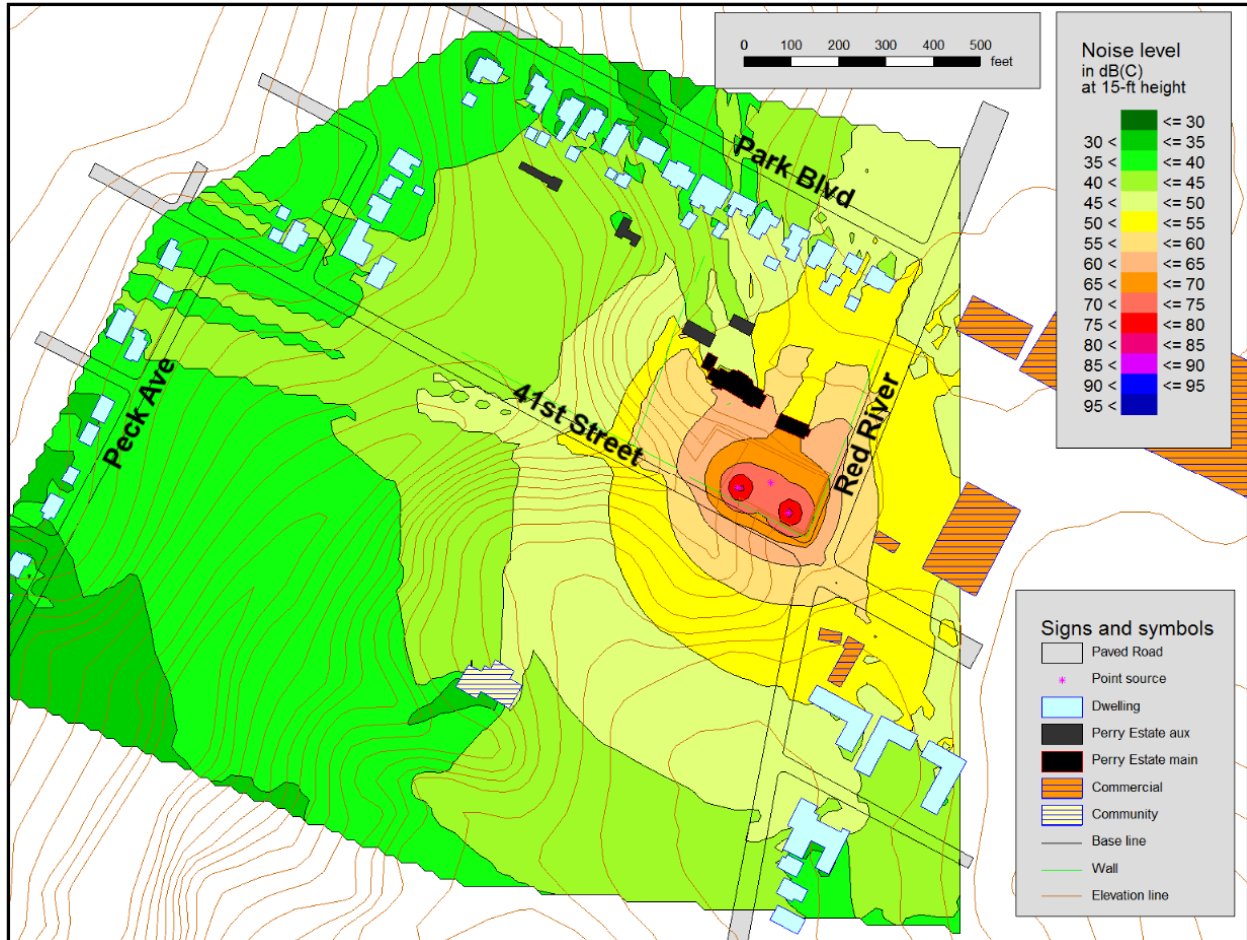 0 100 200 300 400 500
feet
Noise level
in dB(C)
at 15-ft height
<= 30
30 < <= 35
35 < <= 40
40 < <= 45
45 < <= 50
50 < <= 55
55 < <= 60
60 < <= 65
65 < <= 70
70 < <= 75
75 < <= 80
80 < <= 85
85 < <= 90
90 < <= 95
95 <
Park Blvd
Peck Ave
41st Street
Red River
Signs and symbols
Paved Road
Point source
Dwelling
Perry Estate aux
Perry Estate main
Commercial
Community
Base line
Wall
Elevation line